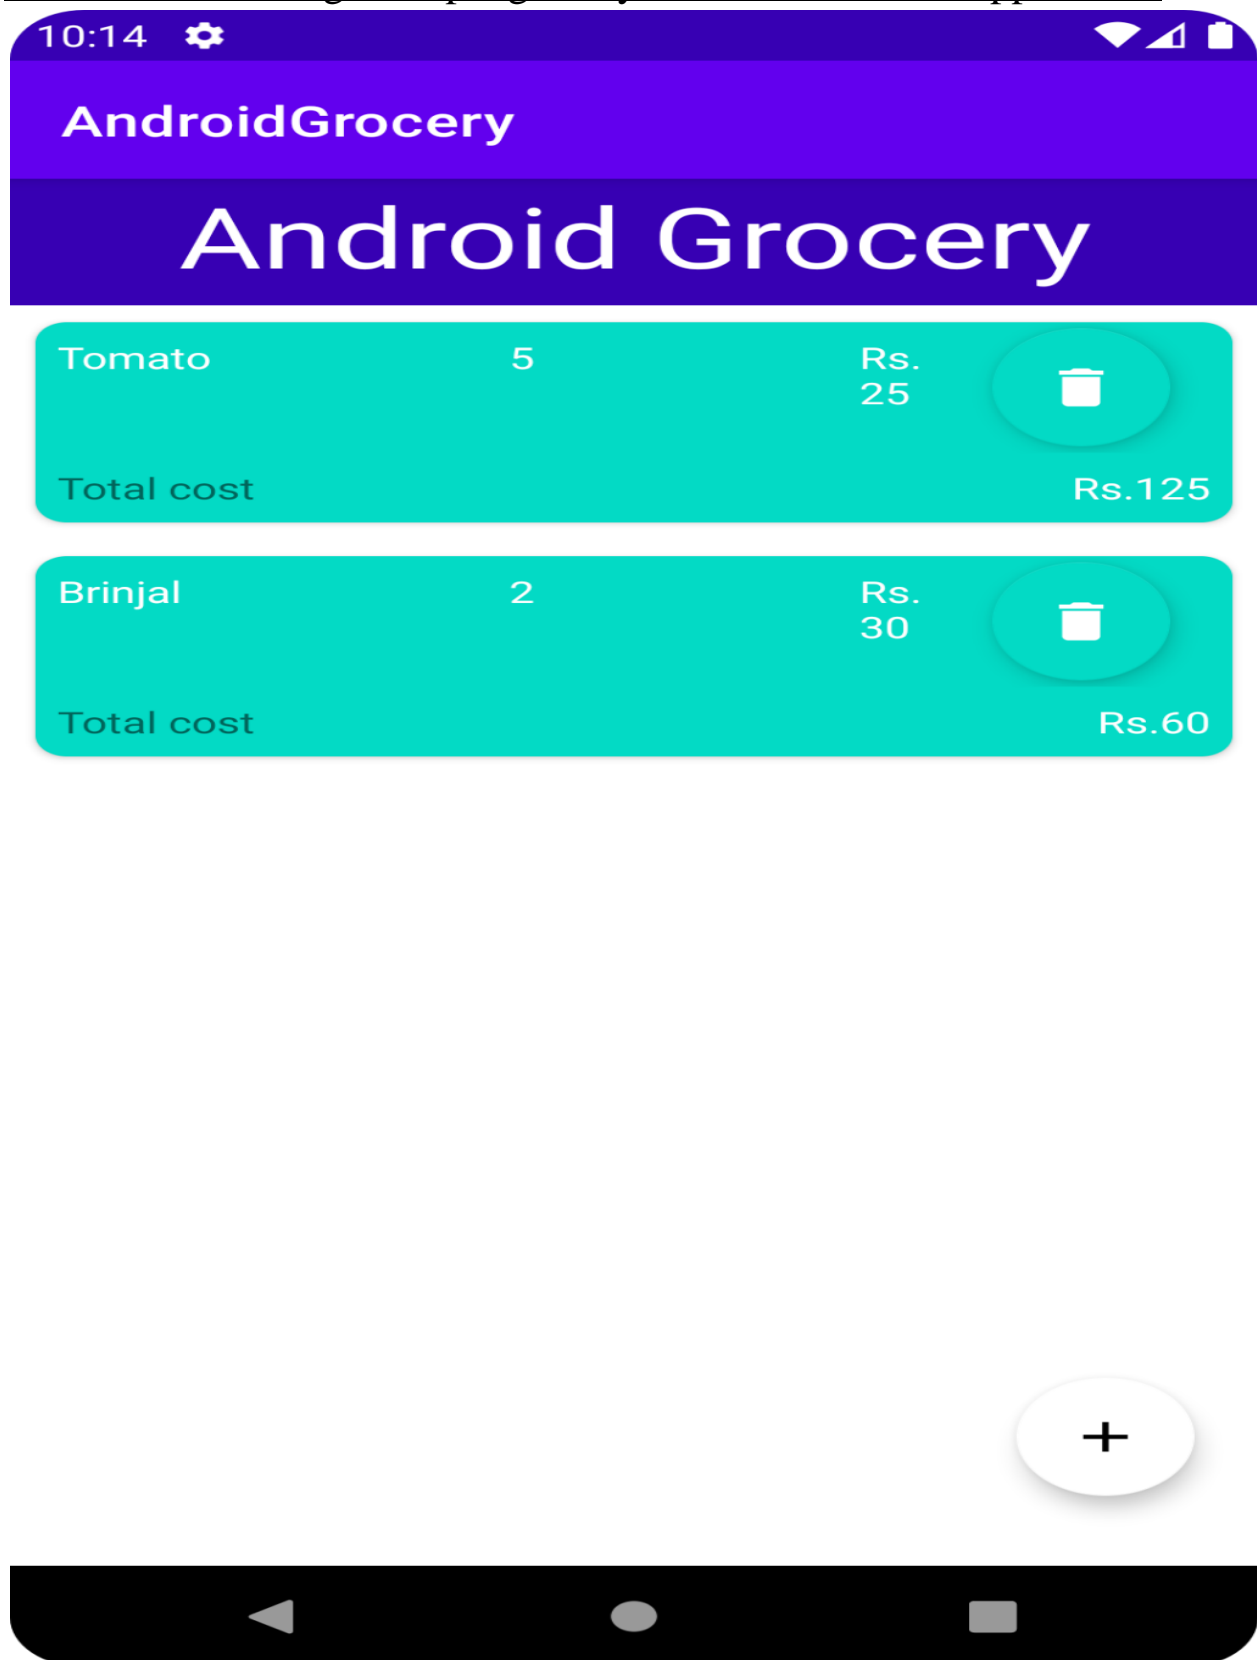 10:14
AndroidGrocery
Android Grocery
Tomato 5 Rs. 25
Total cost Rs.125
Brinjal 2 Rs. 30
Total cost Rs.60